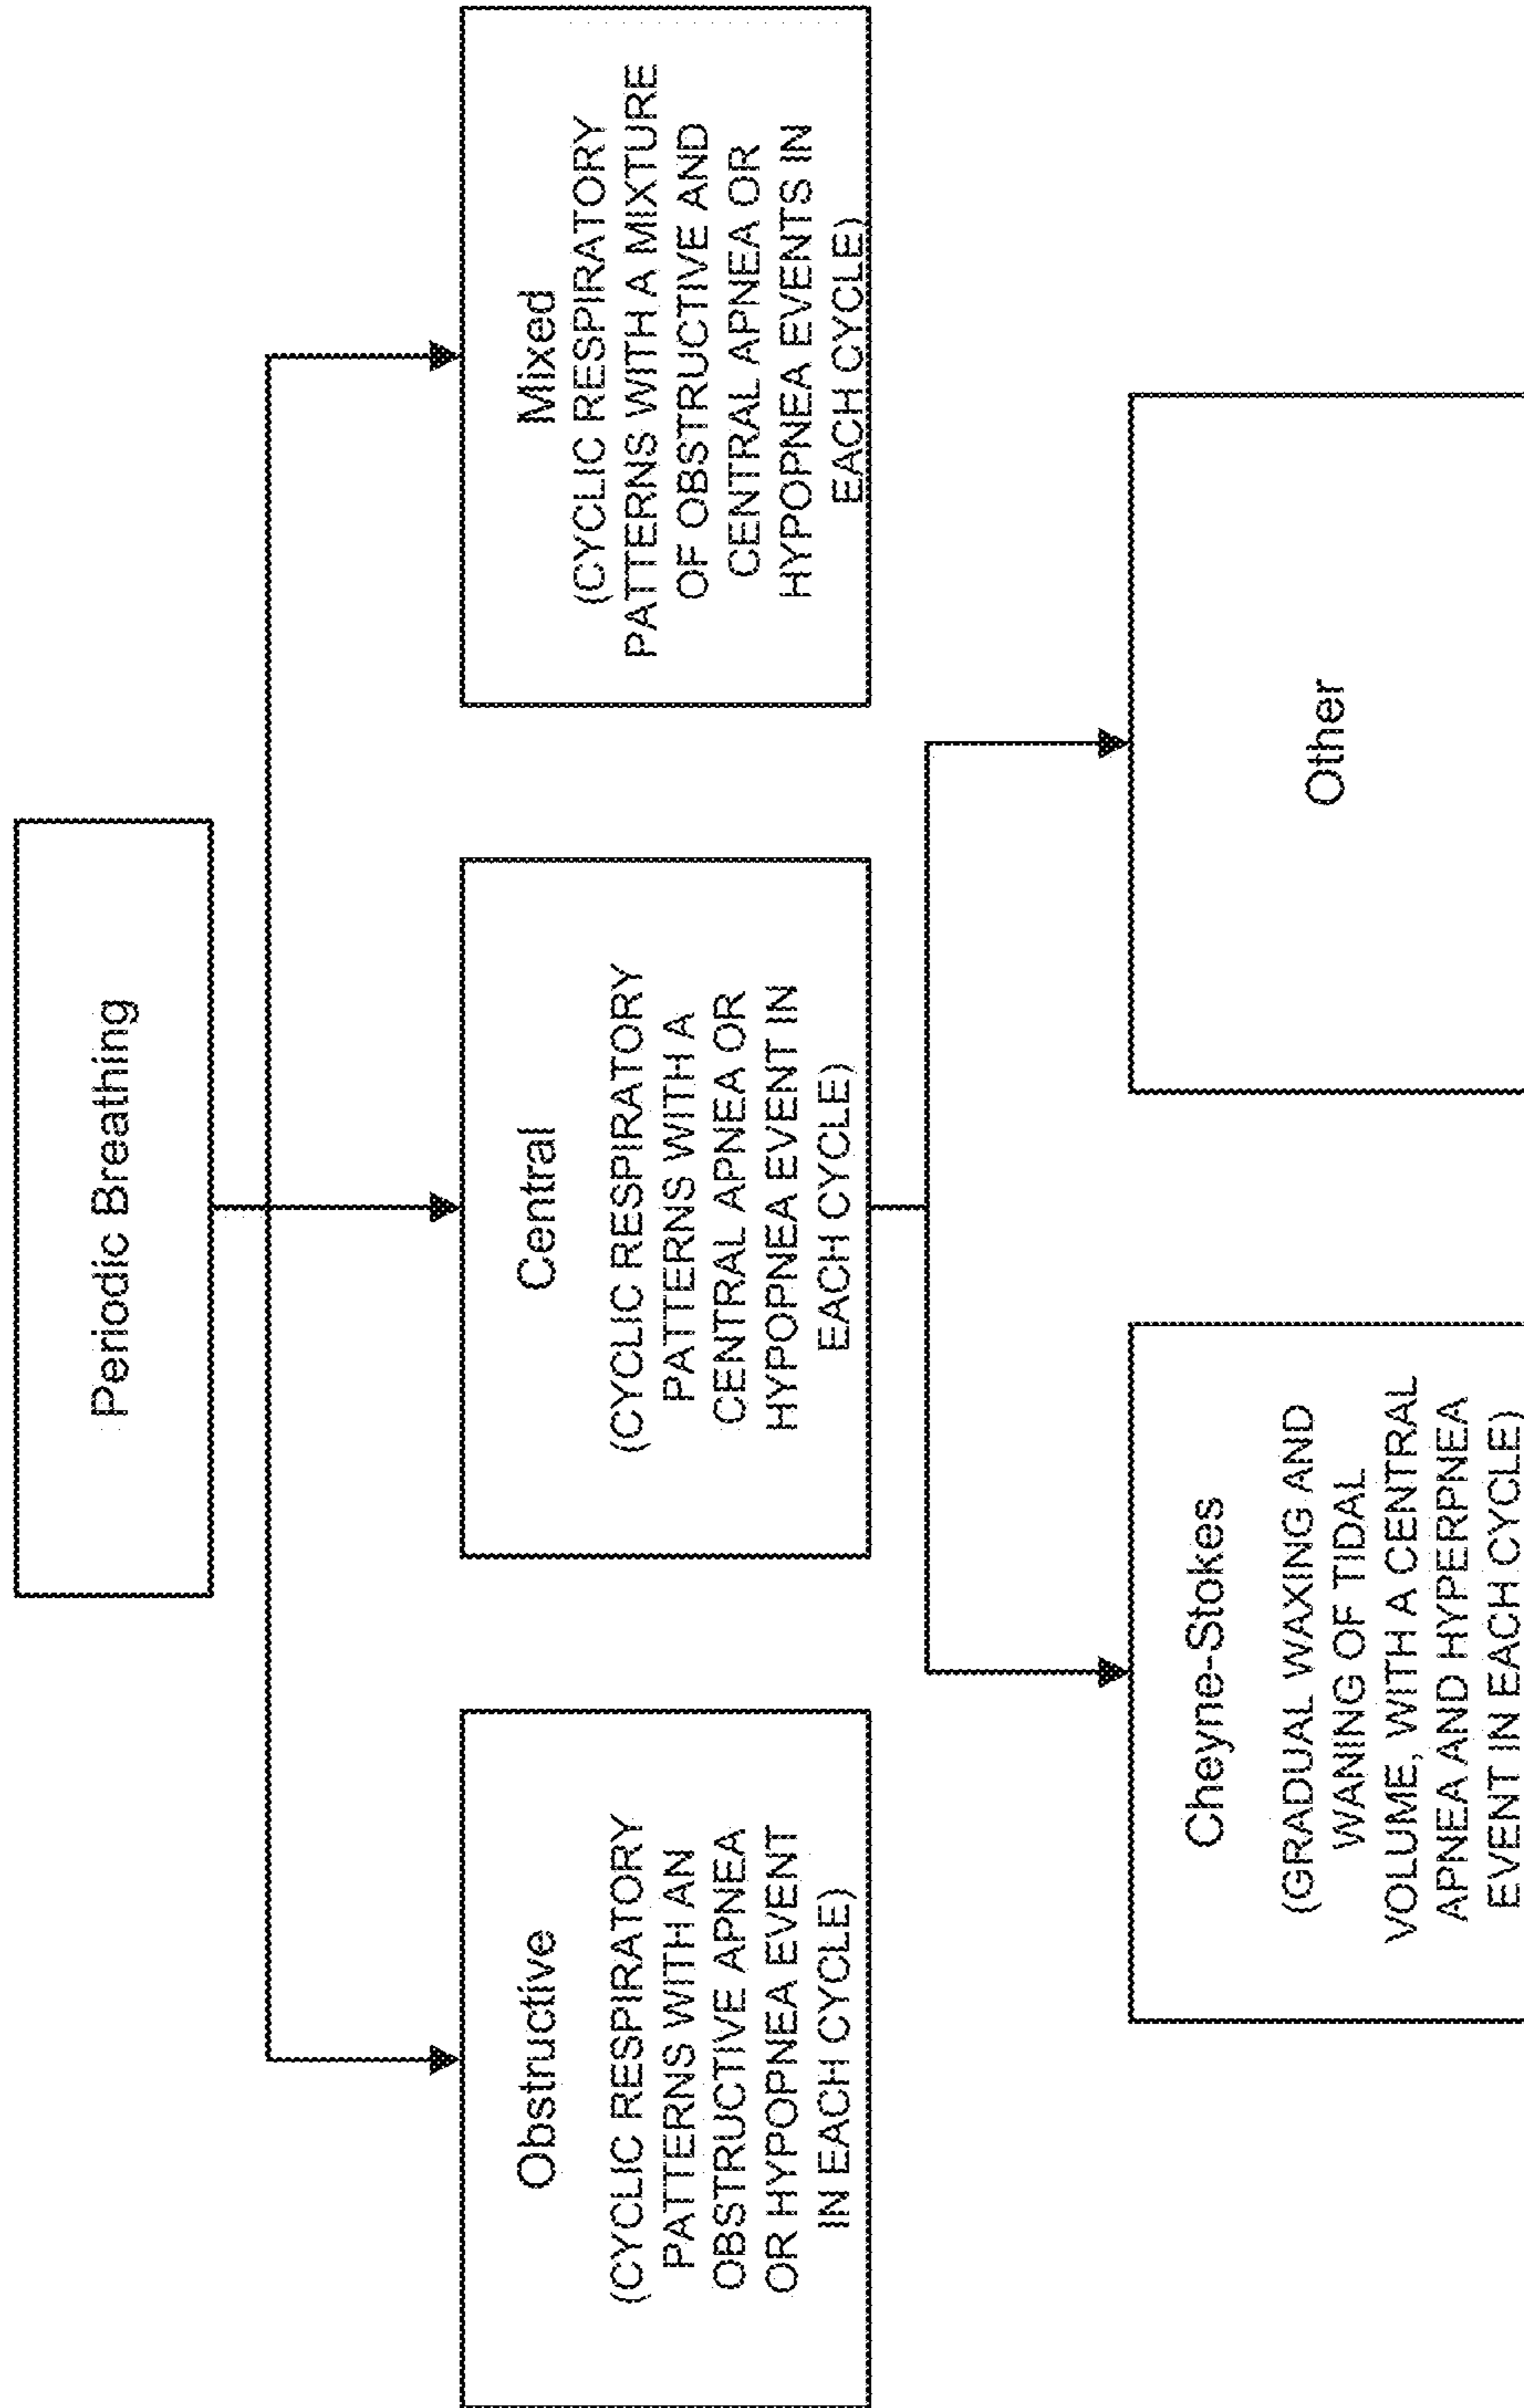 Periodic Breathing
Obstructive
(CYCLIC RESPIRATORY
PATTERNS WITH AN
OBSTRUCTIVE APNEA
OR HYPOPNEA EVENT
IN EACH CYCLE)
Central
(CYCLIC RESPIRATORY
PATTERNS WITH A
CENTRAL APNEA OR
HYPOPNEA EVENT IN
EACH CYCLE)
Mixed
(CYCLIC RESPIRATORY
PATTERNS WITH A MIXTURE
OF OBSTRUCTIVE AND
CENTRAL APNEA OR
HYPOPNEA EVENTS IN
EACH CYCLE)
Cheyne-Stokes
(GRADUAL WAXING AND
WANING OF TIDAL
VOLUME, WITH A CENTRAL
APNEA AND HYPERPNEA
EVENT IN EACH CYCLE)
Other